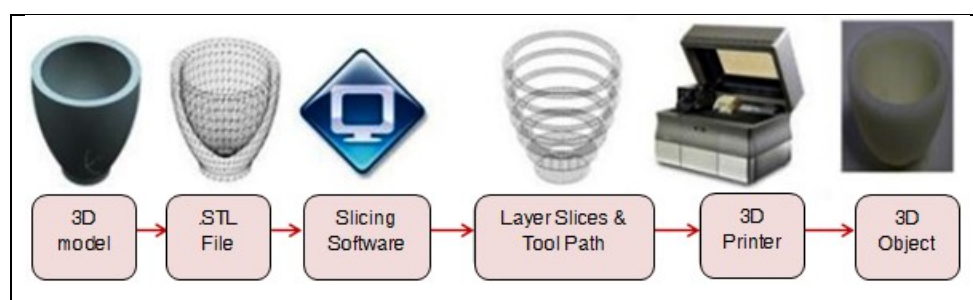 3D
model
.STL
File
Slicing
Software
Layer Slices &
Tool Path
3D
Printer
3D
Object